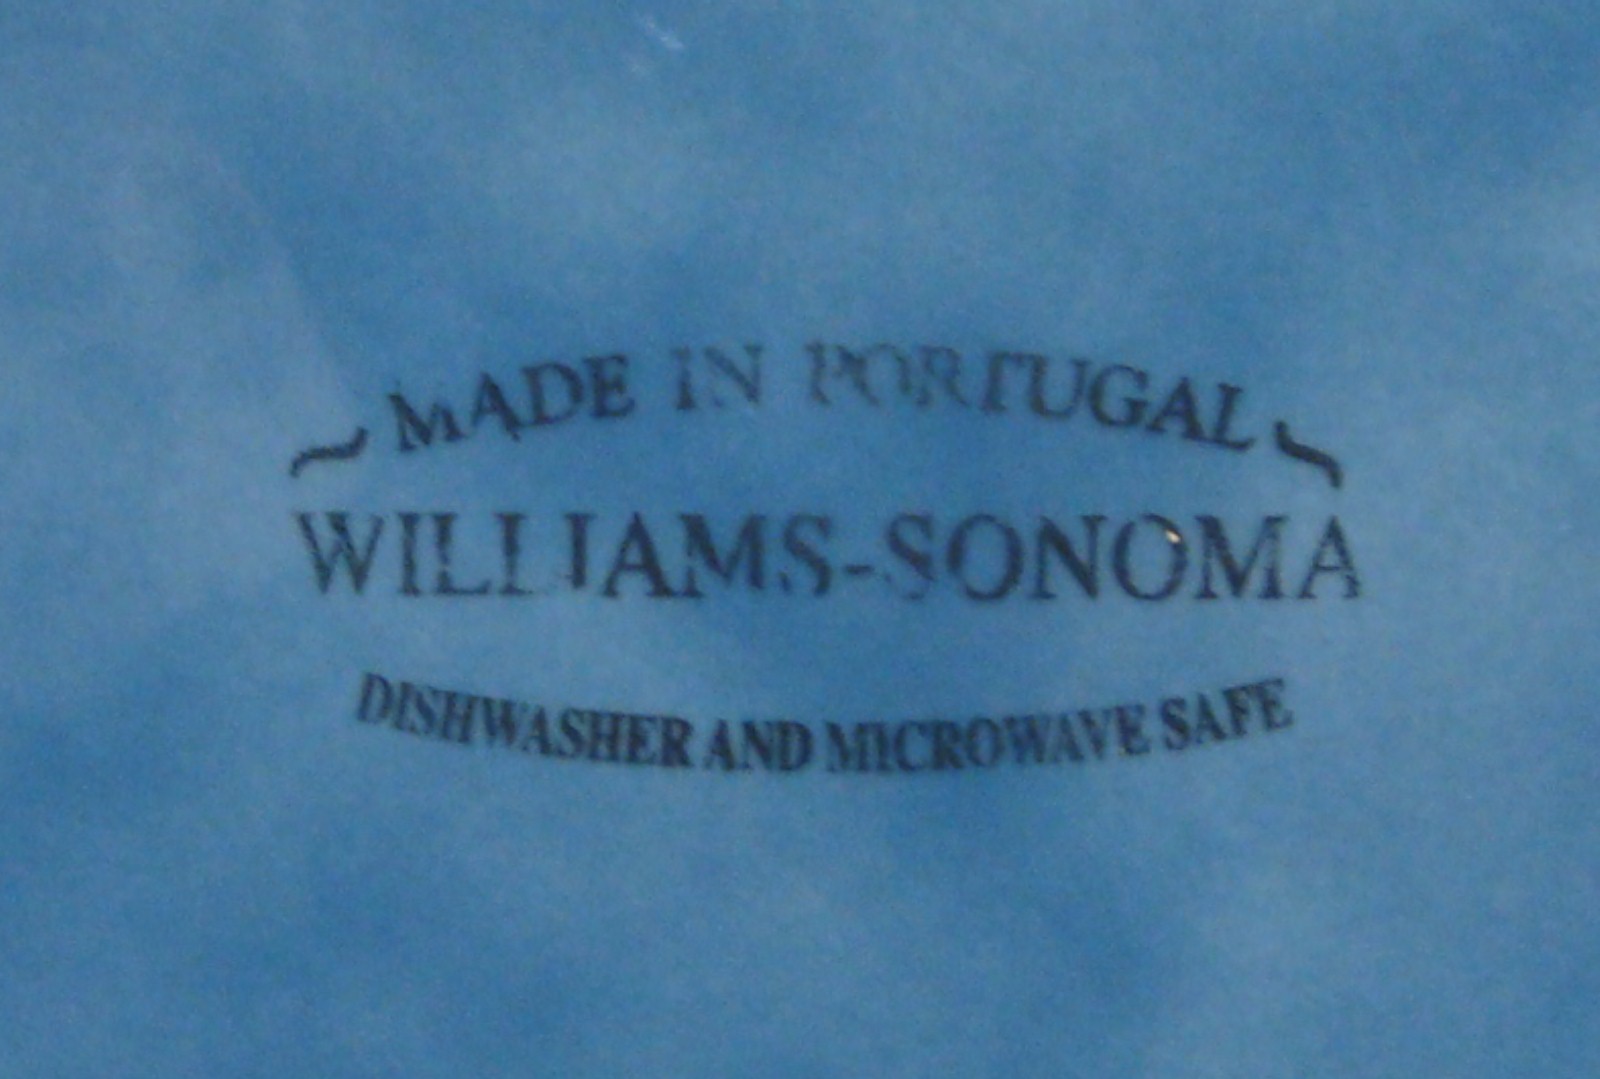 MADE IN PORTUGAL
WILLIAMS-SONOMA
DISHWASHER AND MICROWAVE SAFE